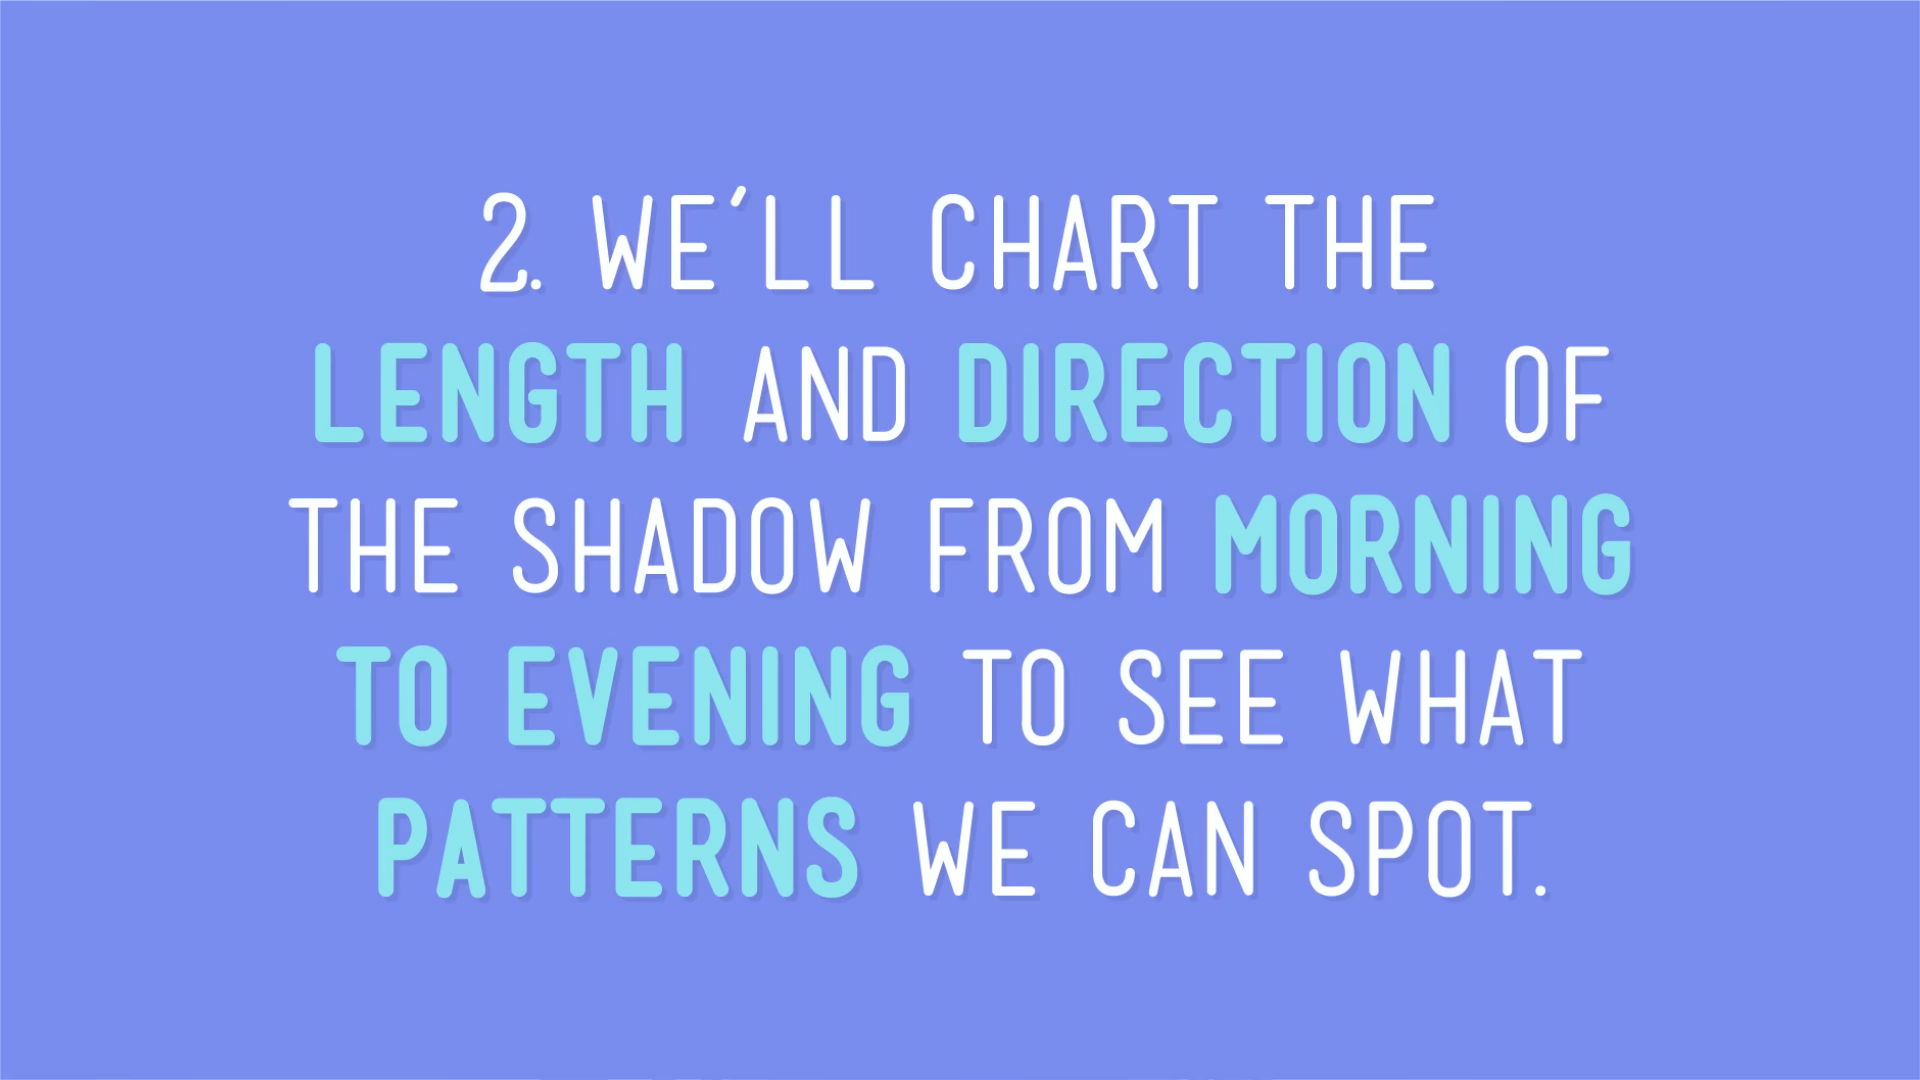 2. WE'LL CHART THE
LENGTH AND DIRECTION OF
THE SHADOW FROM MORNING
TO EVENING TO SEE WHAT
PATTERNS WE CAN SPOT.